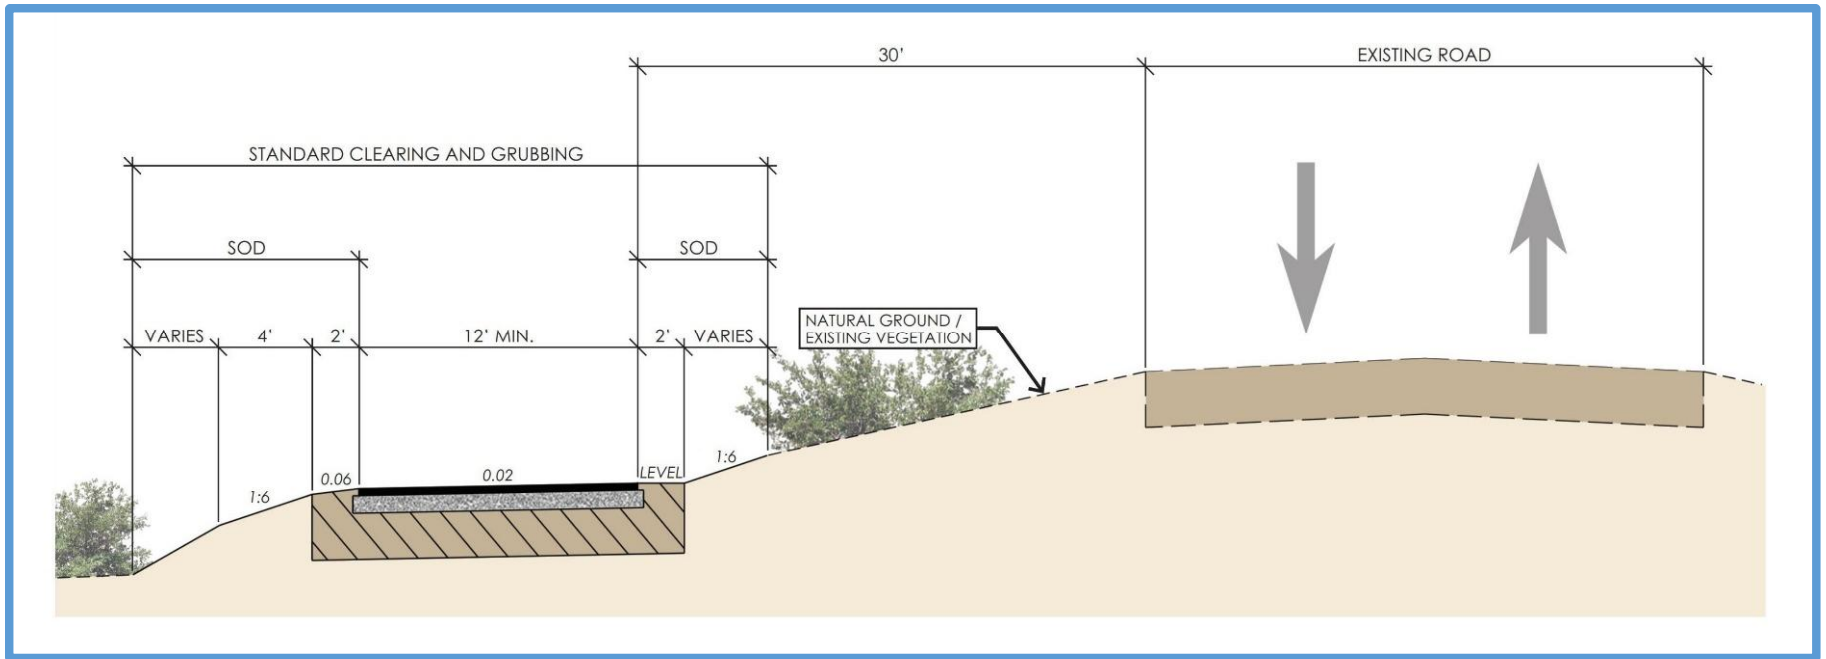 30' EXISTING ROAD
STANDARD CLEARING AND GRUBBING
SOD SOD
VARIES 4' 2' 12' MIN. 2' VARIES
NATURAL GROUND /
EXISTING VEGETATION
1:6 0.06 0.02 LEVEL 1:6